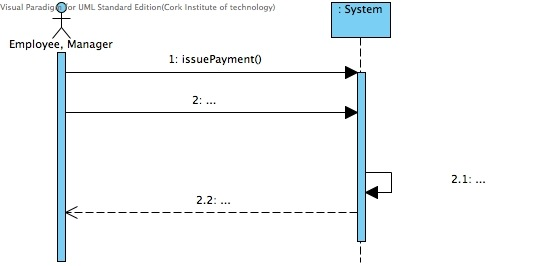 Visual Paradigm for UML Standard Edition(Cork Institute of technology)
: System
Employee, Manager
1: issuePayment()
2: ...
2.1: ...
2.2: ...